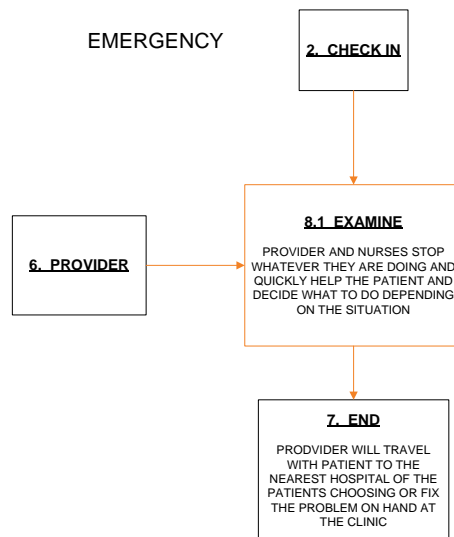 EMERGENCY
2. CHECK IN
8.1 EXAMINE
PROVIDER AND NURSES STOP
WHATEVER THEY ARE DOING AND
QUICKLY HELP THE PATIENT AND
DECIDE WHAT TO DO DEPENDING
ON THE SITUATION
6. PROVIDER
7. END
PRODVIDER WILL TRAVEL
WITH PATIENT TO THE
NEAREST HOSPITAL OF THE
PATIENTS CHOOSING OR FIX
THE PROBLEM ON HAND AT
THE CLINIC